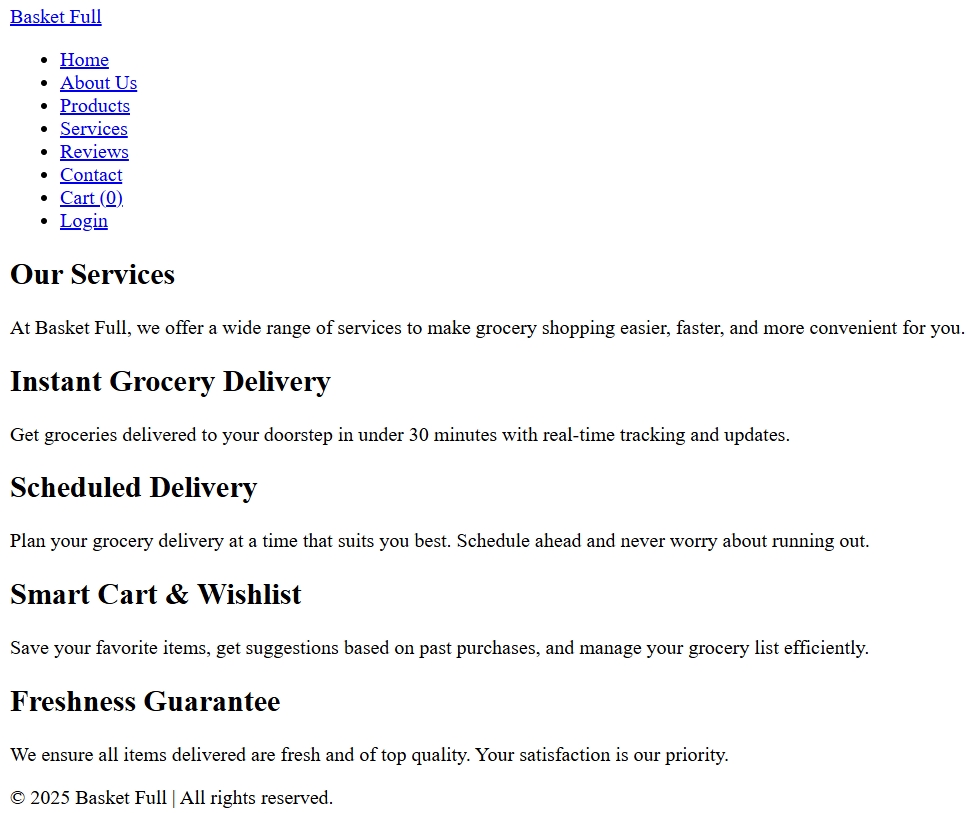 Basket Full
Home
About Us
Products
Services
Reviews
Contact
Cart (0)
Login
Our Services
At Basket Full, we offer a wide range of services to make grocery shopping easier, faster, and more convenient for you.
Instant Grocery Delivery
Get groceries delivered to your doorstep in under 30 minutes with real-time tracking and updates.
Scheduled Delivery
Plan your grocery delivery at a time that suits you best. Schedule ahead and never worry about running out.
Smart Cart & Wishlist
Save your favorite items, get suggestions based on past purchases, and manage your grocery list efficiently.
Freshness Guarantee
We ensure all items delivered are fresh and of top quality. Your satisfaction is our priority.
© 2025 Basket Full | All rights reserved.